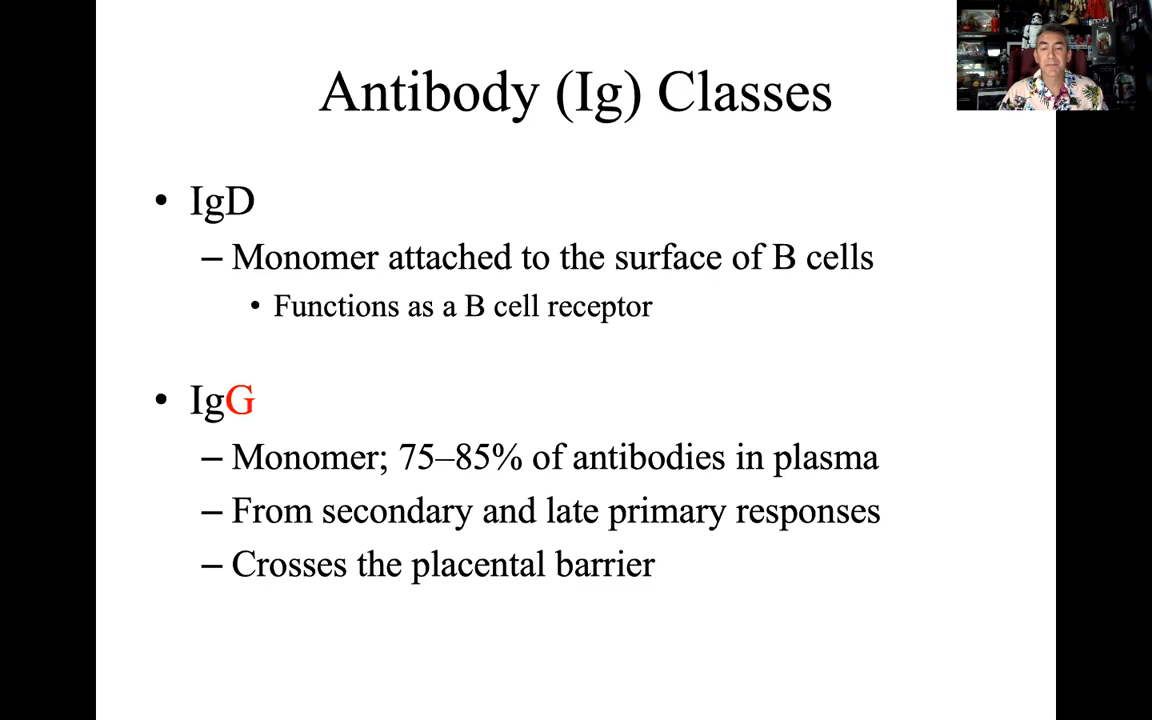 Antibody (Ig) Classes
• IgD
– Monomer attached to the surface of B cells
• Functions as a B cell receptor
• IgG
– Monomer; 75–85% of antibodies in plasma
– From secondary and late primary responses
– Crosses the placental barrier